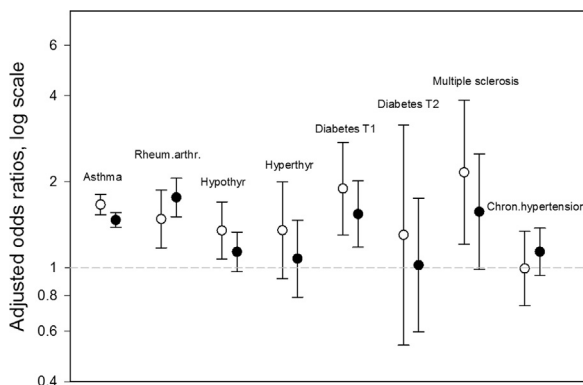 Adjusted odds ratios, log scale
6
4
2
1
0.8
0.6
0.4
Asthma
Rheum.arthr.
Hypothyr
Hyperthyr
Diabetes T1
Diabetes T2
Multiple sclerosis
Chron.hypertension